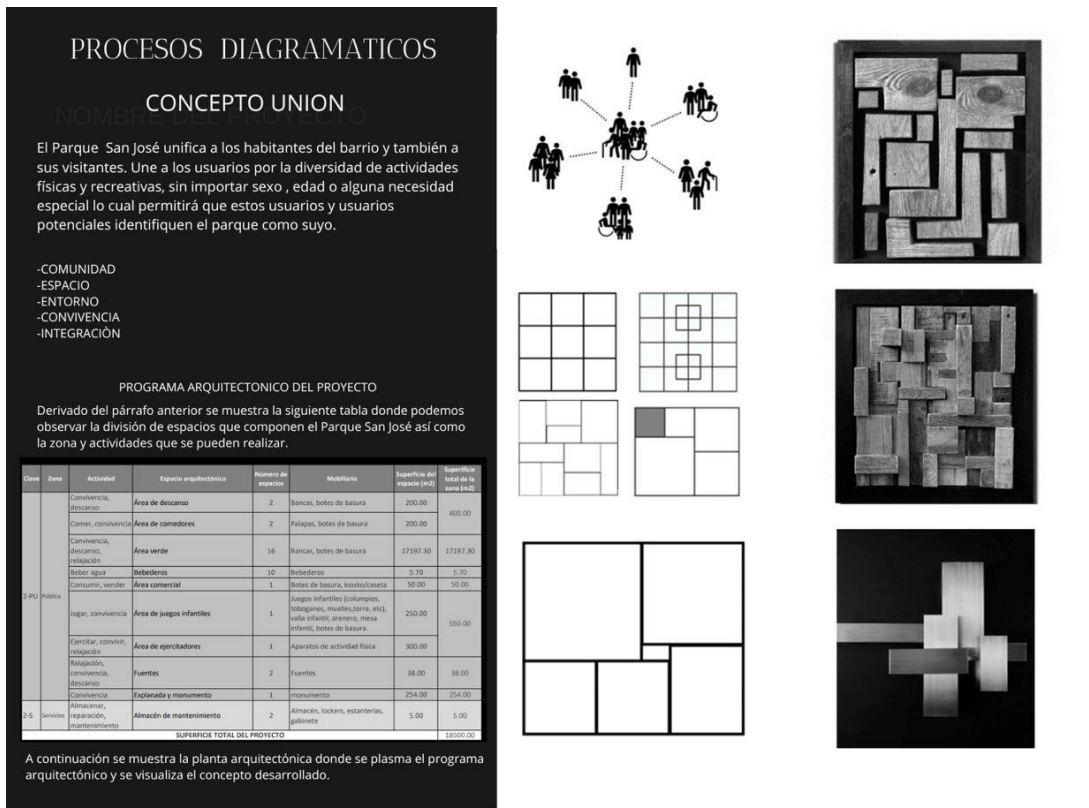 PROCESOS DIAGRAMATICOS
CONCEPTO UNION
NOMBRE DEL PROYECTO
El Parque San José unifica a los habitantes del barrio y también a
sus visitantes. Une a los usuarios por la diversidad de actividades
físicas y recreativas, sin importar sexo , edad o alguna necesidad
especial lo cual permitirá que estos usuarios y usuarios
potenciales identifiquen el parque como suyo.
-COMUNIDAD
-ESPACIO
-ENTORNO
-CONVIVENCIA
-INTEGRACIÒN
PROGRAMA ARQUITECTONICO DEL PROYECTO
Derivado del párrafo anterior se muestra la siguiente tabla donde podemos
observar la división de espacios que componen el Parque San José así como
la zona y actividades que se pueden realizar.
Clave Zona Actividad Espacio arquitectónico Número de espacios Mobiliario Superficie del espacio (m2) Superificie total de la zona (m2)
Z-PU Pública
Convivencia, descanso Área de descanso 2 Bancas, botes de basura 200.00 400.00
Comer, convivencia Área de comedores 2 Palapas, botes de basura 200.00
Convivencia, descanso, relajación Área verde 16 Bancas, botes de basura 17197.30 17197.30
Beber agua Bebederos 10 Bebederos 5.70 5.70
Consumir, vender Área comercial 1 Botes de basura, kiosko/caseta 50.00 50.00
Jugar, convivencia Área de juegos infantiles 1 Juegos infantiles (columpios, toboganes, muelles,torre, etc), valla infantil, arenero, mesa infantil, botes de basura. 250.00 550.00
Ejercitar, convivir, relajación Área de ejercitadores 1 Aparatos de actividad física 300.00
Relajación, convivencia, descanso Fuentes 2 Fuentes 38.00 38.00
Convivencia Explanada y monumento 1 monumento 254.00 254.00
Z-S Servicios Almacenar, reparación, mantenimiento Almacén de mantenimiento 2 Almacén, lockers, estanterías, gabinete 5.00 5.00
SUPERFICIE TOTAL DEL PROYECTO 18500.00
A continuación se muestra la planta arquitectónica donde se plasma el programa
arquitectónico y se visualiza el concepto desarrollado.